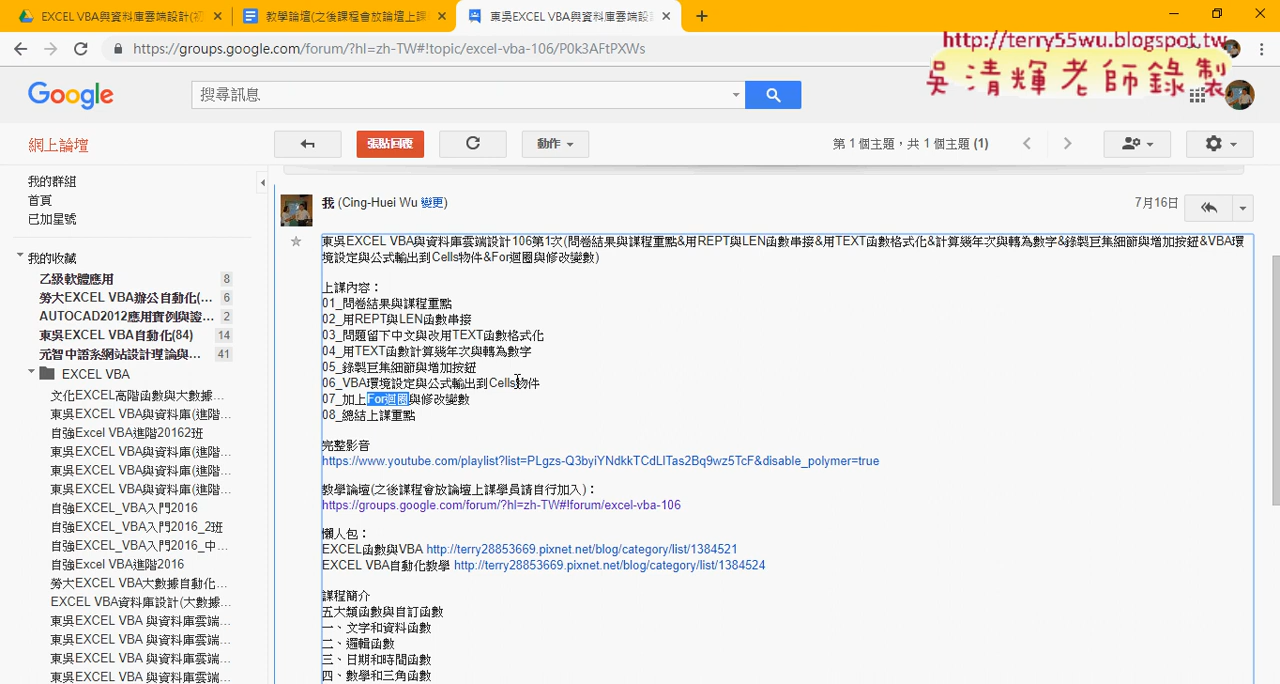 EXCEL VBA與資料庫雲端設計(初
教學論壇(之後課程會放論壇上課
東吳EXCEL VBA與資料庫雲端設計
https://groups.google.com/forum/?hl=zh-TW#!topic/excel-vba-106/P0k3AFtPXWs
http://terry55wu.blogspot.tw
吳清輝老師錄製
Google
搜尋訊息
網上論壇
張貼回覆
動作
第 1 個主題，共 1 個主題 (1)
我的群組
首頁
已加星號
我的收藏
乙級軟體應用 8
勞大EXCEL VBA辦公自動化(... 6
AUTOCAD2012應用實例與證... 2
東吳EXCEL VBA自動化(84) 14
元智中語系網站設計理論與... 41
EXCEL VBA
文化EXCEL高階函數與大數據...
東吳EXCEL VBA與資料庫(進階...
自強Excel VBA進階20162班
東吳EXCEL VBA與資料庫(進階...
東吳EXCEL VBA與資料庫(進階...
東吳EXCEL VBA與資料庫(進階...
自強EXCEL_VBA入門2016
自強EXCEL_VBA入門2016_2班
自強EXCEL_VBA入門2016_中...
自強Excel VBA進階2016
勞大EXCEL VBA大數據自動化...
EXCEL VBA資料庫設計(大數據...
東吳EXCEL VBA 與資料庫雲端...
東吳EXCEL VBA 與資料庫雲端...
東吳EXCEL VBA 與資料庫雲端...
東吳EXCEL VBA 與資料庫雲端...
我 (Cing-Huei Wu 變更)
7月16日
東吳EXCEL VBA與資料庫雲端設計106第1次(問卷結果與課程重點&用REPT與LEN函數串接&用TEXT函數格式化&計算幾年次與轉為數字&錄製巨集細節與增加按鈕&VBA環
境設定與公式輸出到Cells物件&For迴圈與修改變數)
上課內容：
01_問卷結果與課程重點
02_用REPT與LEN函數串接
03_問題留下中文與改用TEXT函數格式化
04_用TEXT函數計算幾年次與轉為數字
05_錄製巨集細節與增加按鈕
06_VBA環境設定與公式輸出到Cells物件
07_加上For迴圈與修改變數
08_總結上課重點
完整影音
https://www.youtube.com/playlist?list=PLgzs-Q3byiYNdkkTCdLlTas2Bq9wz5TcF&disable_polymer=true
教學論壇(之後課程會放論壇上課學員請自行加入)：
https://groups.google.com/forum/?hl=zh-TW#!forum/excel-vba-106
懶人包：
EXCEL函數與VBA http://terry28853669.pixnet.net/blog/category/list/1384521
EXCEL VBA自動化教學 http://terry28853669.pixnet.net/blog/category/list/1384524
課程簡介
五大類函數與自訂函數
一、文字和資料函數
二、邏輯函數
三、日期和時間函數
四、數學和三角函數